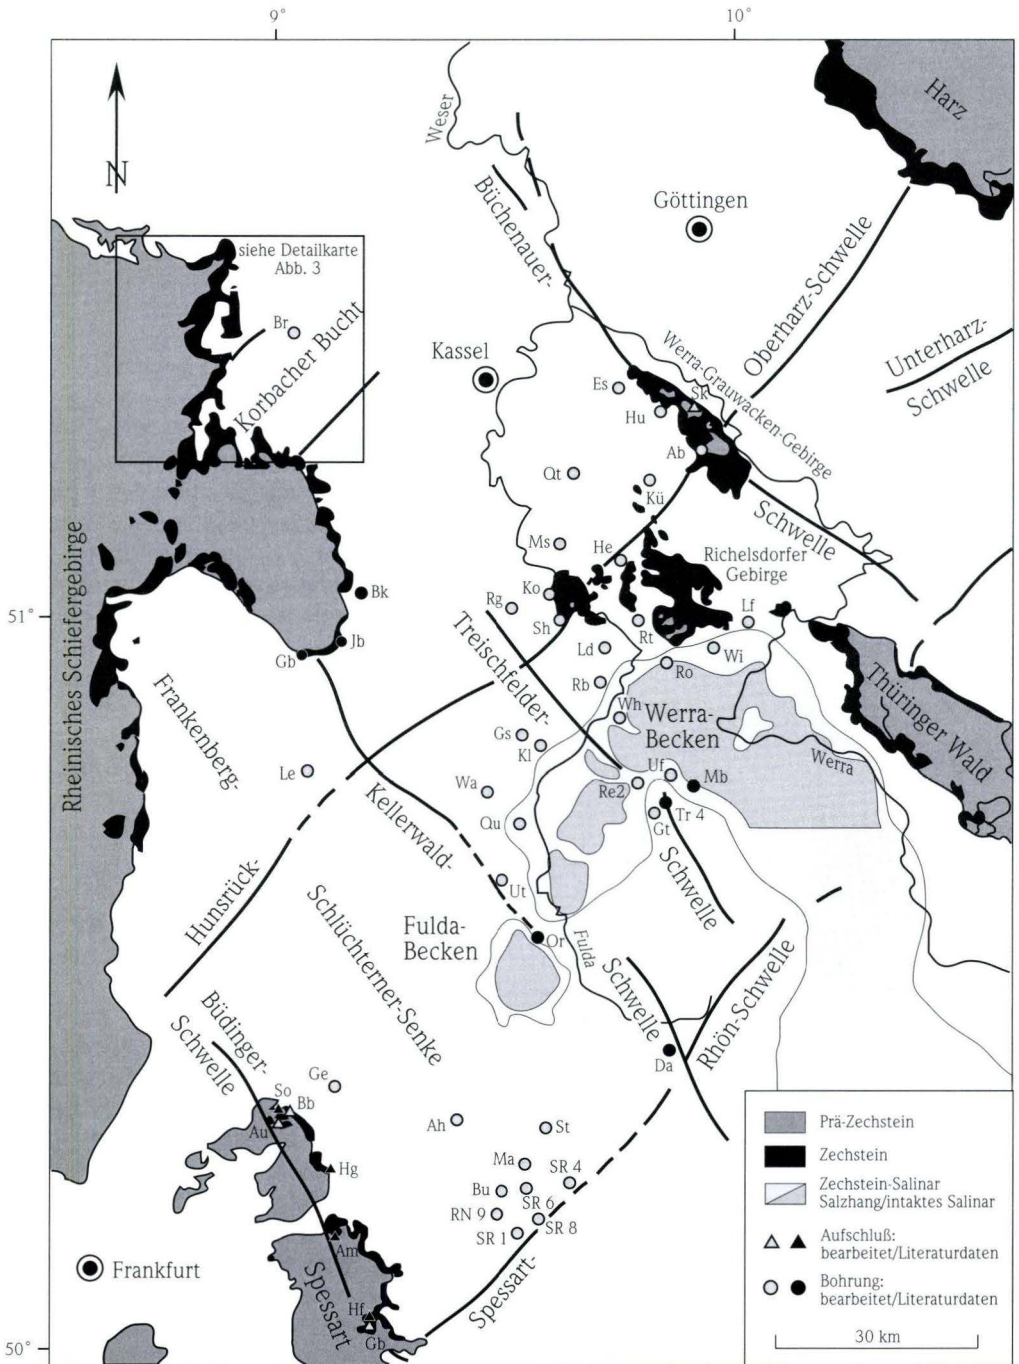 9°
10°
Harz
Weser
N
Göttingen
Büchenauer-
siehe Detailkarte
Abb. 3
Br
Korbacher Bucht
Oberharz-Schwelle
Unterharz-
Schwelle
Kassel
Werra-Grauwacken-Gebirge
Es
Sk
Hu
Ab
Qt
Kü
Schwelle
Rheinisches Schiefergebirge
Ms
He
Richelsdorfer
Gebirge
Bk
Ko
Rg
Lf
51°
Sh
Rt
Jb
Treischfelder-
Gb
Ld
Wi
Rb
Ro
Thüringer Wald
Frankenberg-
Wh
Werra-
Becken
Gs
Kl
Werra
Le
Uf
Mb
Wa
Re2
Kellerwald-
Tr 4
Qu
Gt
Schwelle
Hunsrück-
Ut
Schlüchterner-Senke
Fulda-
Becken
Or
Fulda
Schwelle
Rhön-Schwelle
Büdinger-
Schwelle
Da
Ge
So
Bb
Au
Ah
St
Hg
Ma
SR 4
Bu
SR 6
RN 9
SR 8
SR 1
Am
Frankfurt
Spessart
Spessart-
Hf
Gb
50°
Prä-Zechstein
Zechstein
Zechstein-Salinar
Salzhang/intaktes Salinar
Aufschluß:
bearbeitet/Literaturdaten
Bohrung:
bearbeitet/Literaturdaten
30 km